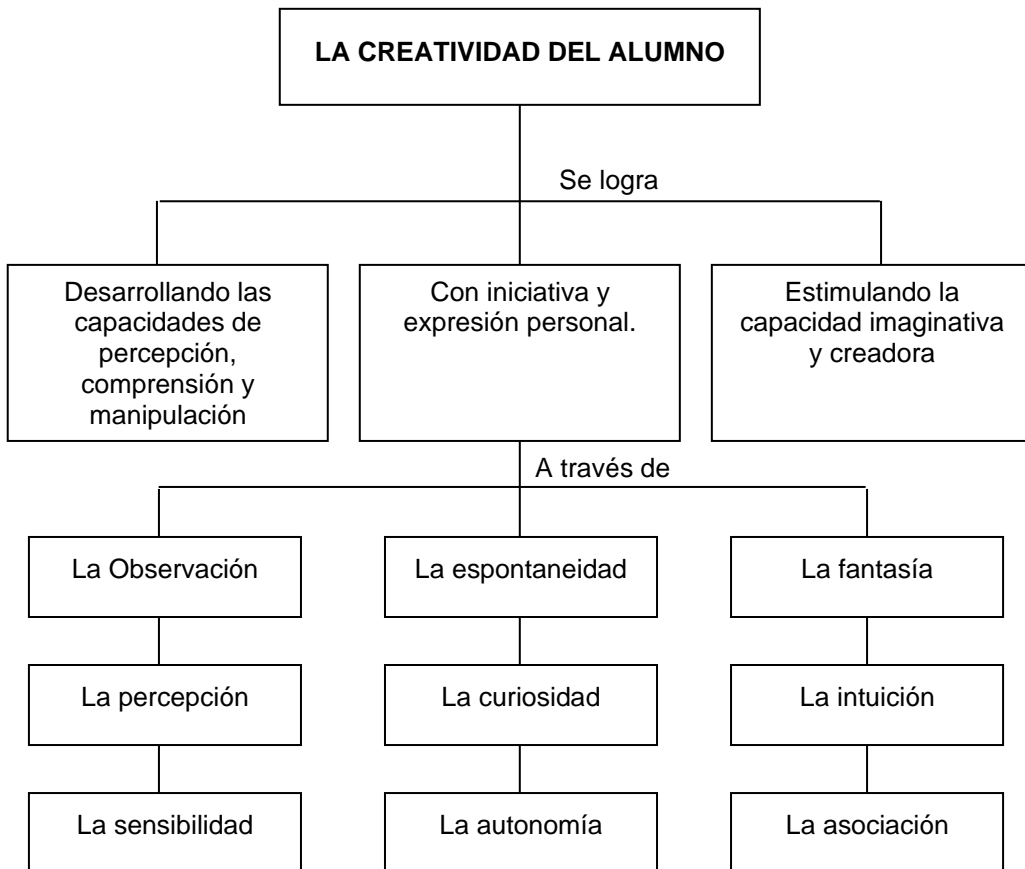 LA CREATIVIDAD DEL ALUMNO
Se logra
Desarrollando las
capacidades de
percepción,
comprensión y
manipulación
Con iniciativa y
expresión personal.
Estimulando la
capacidad imaginativa
y creadora
A través de
La Observación
La espontaneidad
La fantasía
La percepción
La curiosidad
La intuición
La sensibilidad
La autonomía
La asociación